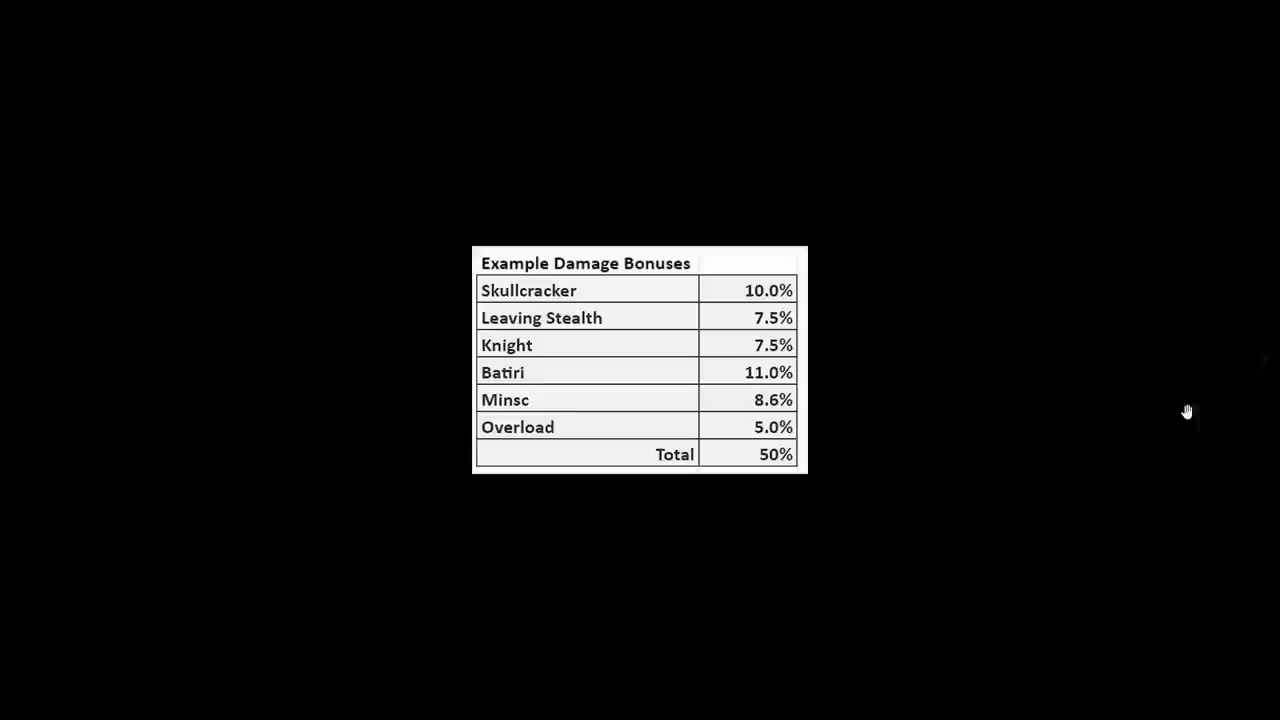 Example Damage Bonuses
Skullcracker 10.0%
Leaving Stealth 7.5%
Knight 7.5%
Batiri 11.0%
Minsc 8.6%
Overload 5.0%
Total 50%